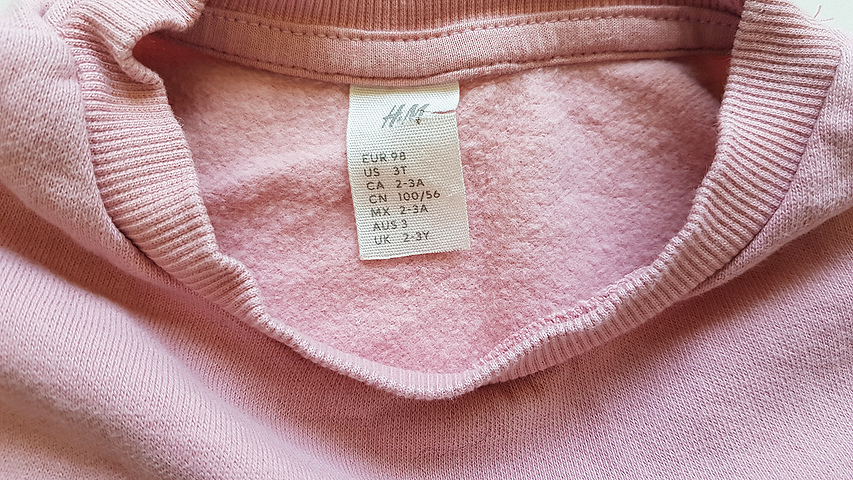 H&M
EUR 98
US 3T
CA 2-3A
CN 100/56
MX 2-3A
AUS 3
UK 2-3Y